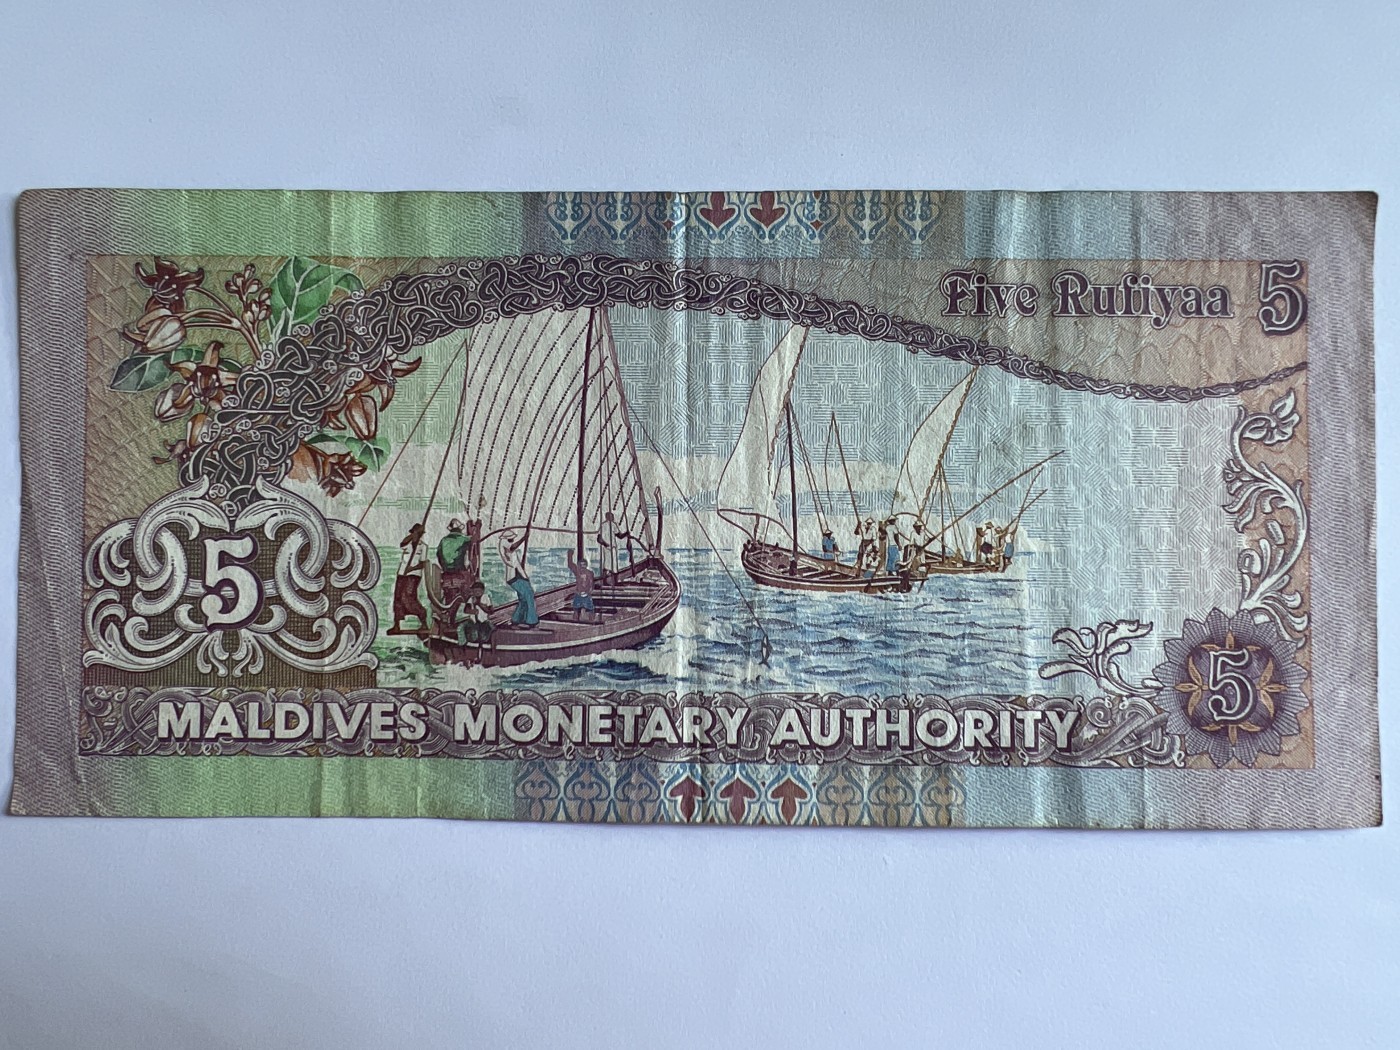 Five Rufiyaa 5
5
5
MALDIVES MONETARY AUTHORITY